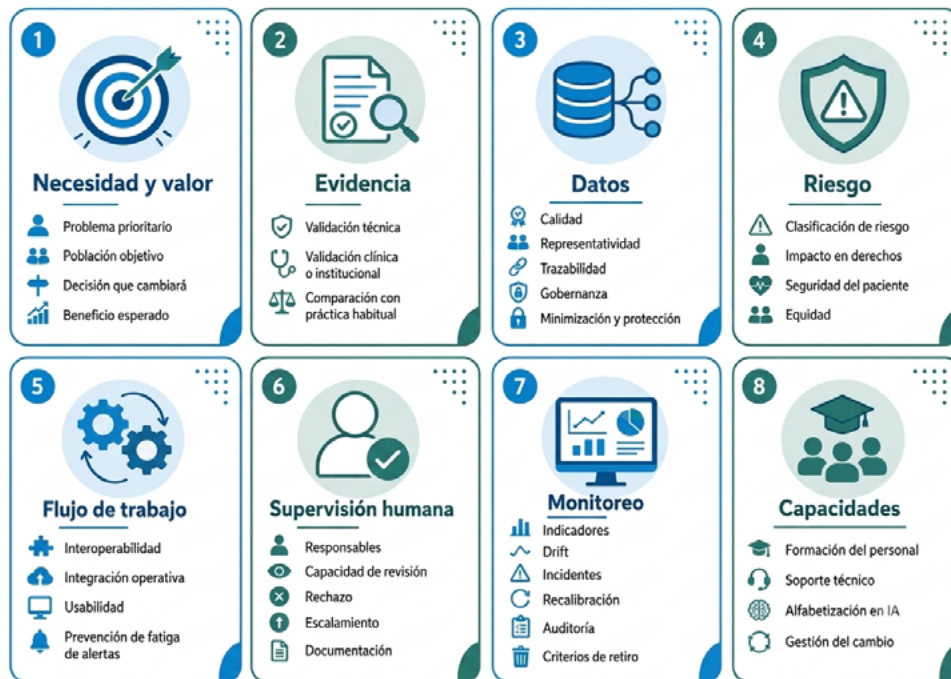 1
Necesidad y valor
Problema prioritario
Población objetivo
Decisión que cambiará
Beneficio esperado
2
Evidencia
Validación técnica
Validación clínica
o institucional
Comparación con
práctica habitual
3
Datos
Calidad
Representatividad
Trazabilidad
Gobernanza
Minimización y protección
4
Riesgo
Clasificación de riesgo
Impacto en derechos
Seguridad del paciente
Equidad
5
Flujo de trabajo
Interoperabilidad
Integración operativa
Usabilidad
Prevención de fatiga
de alertas
6
Supervisión humana
Responsables
Capacidad de revisión
Rechazo
Escalamiento
Documentación
7
Monitoreo
Indicadores
Drift
Incidentes
Recalibración
Auditoría
Criterios de retiro
8
Capacidades
Formación del personal
Soporte técnico
Alfabetización en IA
Gestión del cambio